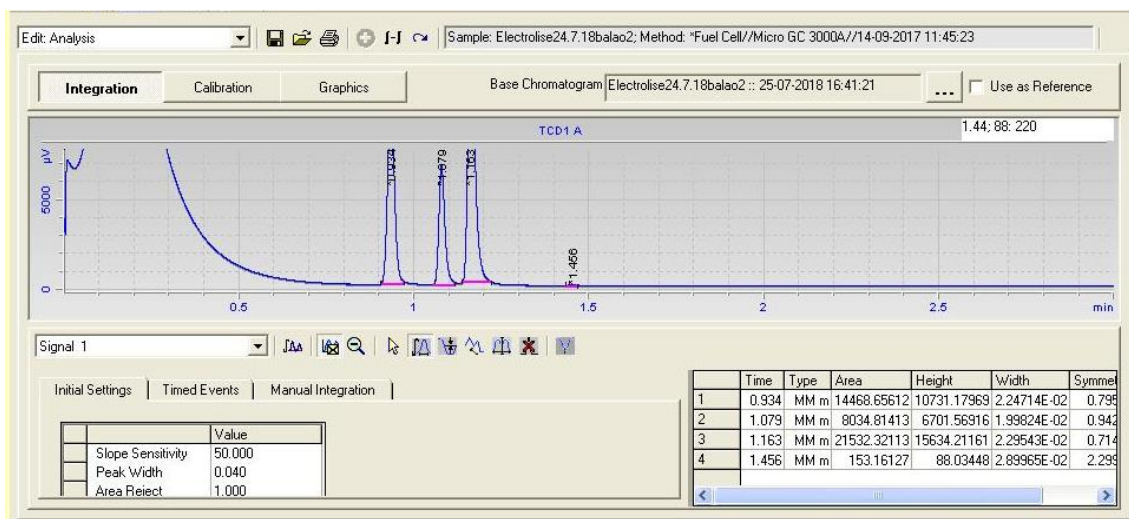 Edit: Analysis
Sample: Electrolise24.7.18balao2; Method: *Fuel Cell//Micro GC 3000A//14-09-2017 11:45:23
Integration Calibration Graphics Base Chromatogram Electrolise24.7.18balao2 :: 25-07-2018 16:41:21 ... Use as Reference
TCD1 A
1.44; 88: 220
µV
5000
0
*0.934
*1.079
*1.163
*1.456
0.5 1 1.5 2 2.5 min
Signal 1
Initial Settings Timed Events Manual Integration
Value
Slope Sensitivity 50.000
Peak Width 0.040
Area Reject 1.000
Time Type Area Height Width Symmet
1 0.934 MM m 14468.65612 10731.17969 2.24714E-02 0.795
2 1.079 MM m 8034.81413 6701.56916 1.99824E-02 0.942
3 1.163 MM m 21532.32113 15634.21161 2.29543E-02 0.714
4 1.456 MM m 153.16127 88.03448 2.89965E-02 2.299